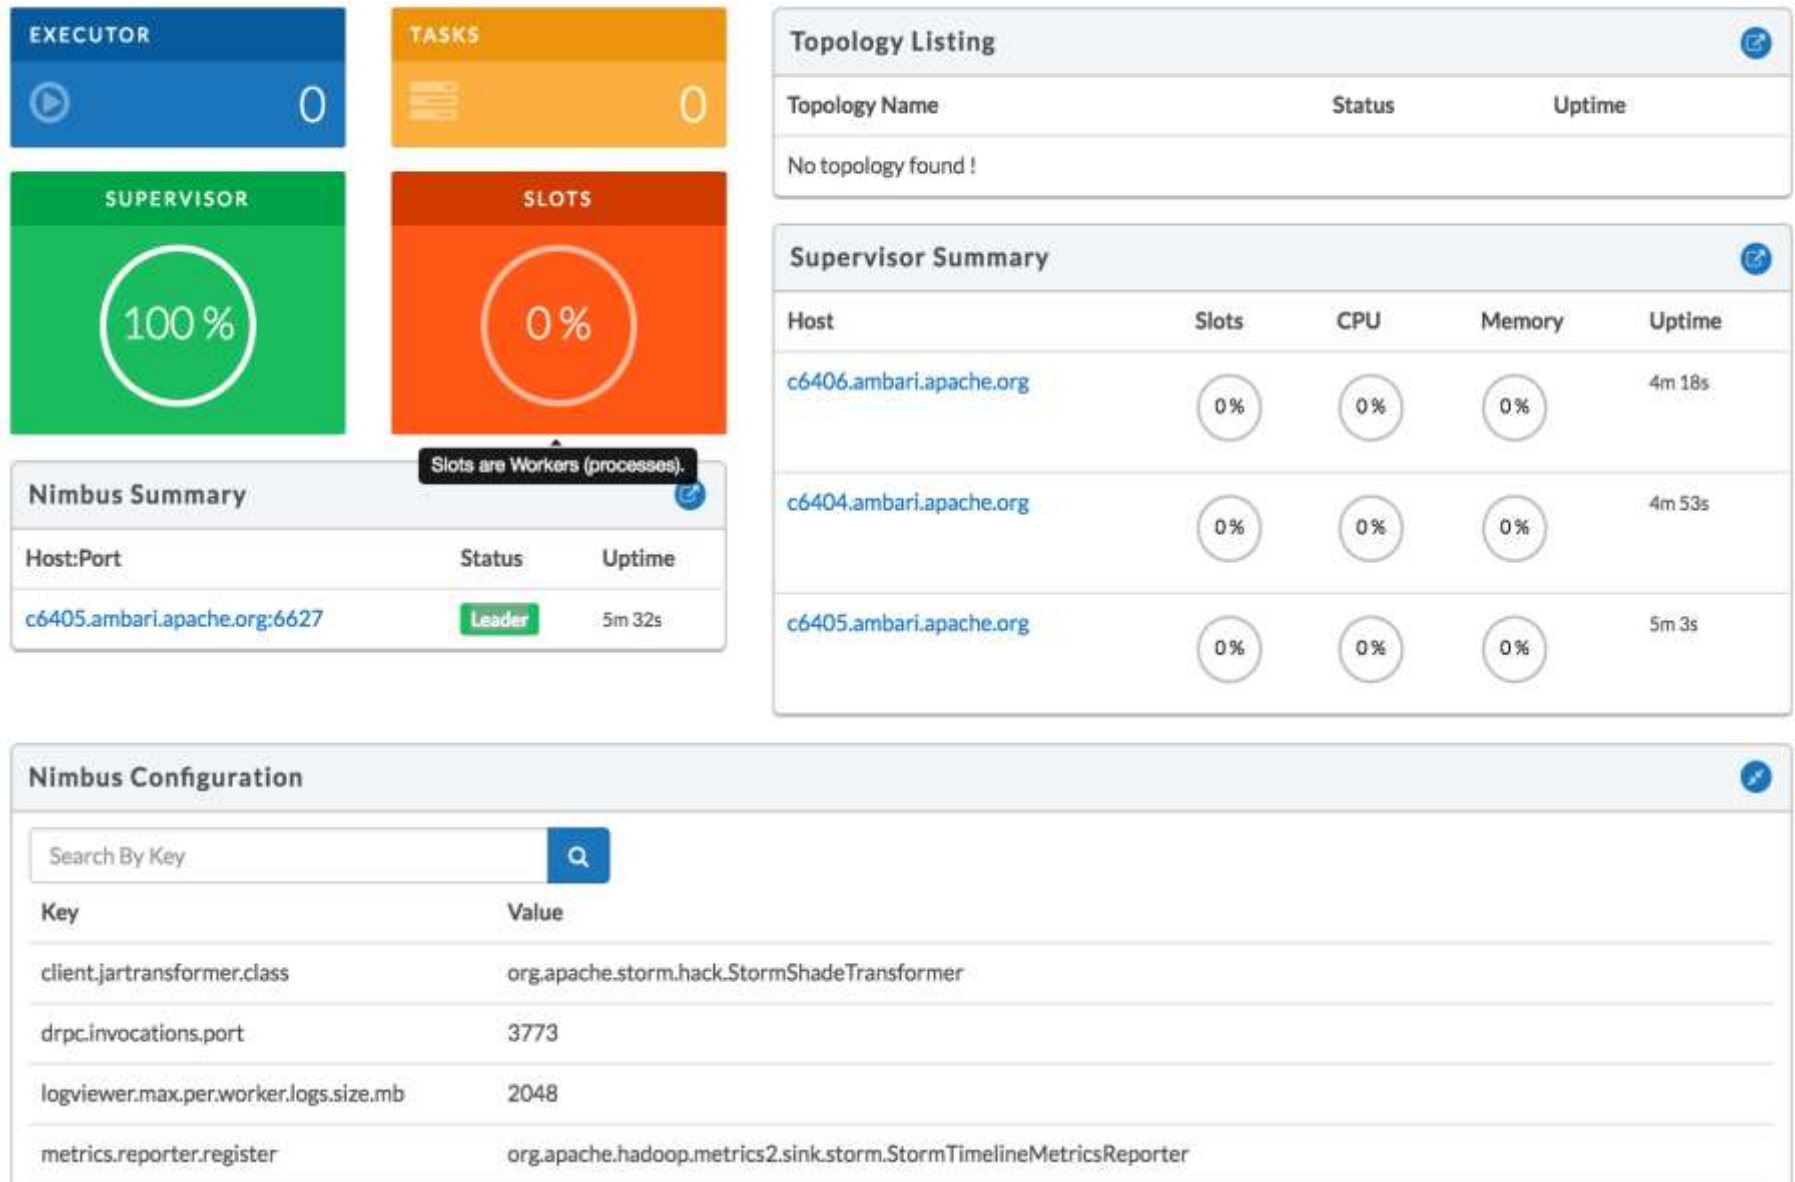 EXECUTOR
0
TASKS
0
SUPERVISOR
100 %
SLOTS
0 %
Slots are Workers (processes).
Nimbus Summary
Host:Port Status Uptime
c6405.ambari.apache.org:6627 Leader 5m 32s
Topology Listing
Topology Name Status Uptime
No topology found !
Supervisor Summary
Host Slots CPU Memory Uptime
c6406.ambari.apache.org 0 % 0 % 0 % 4m 18s
c6404.ambari.apache.org 0 % 0 % 0 % 4m 53s
c6405.ambari.apache.org 0 % 0 % 0 % 5m 3s
Nimbus Configuration
Search By Key
Key Value
client.jartransformer.class org.apache.storm.hack.StormShadeTransformer
drpc.invocations.port 3773
logviewer.max.per.worker.logs.size.mb 2048
metrics.reporter.register org.apache.hadoop.metrics2.sink.storm.StormTimelineMetricsReporter